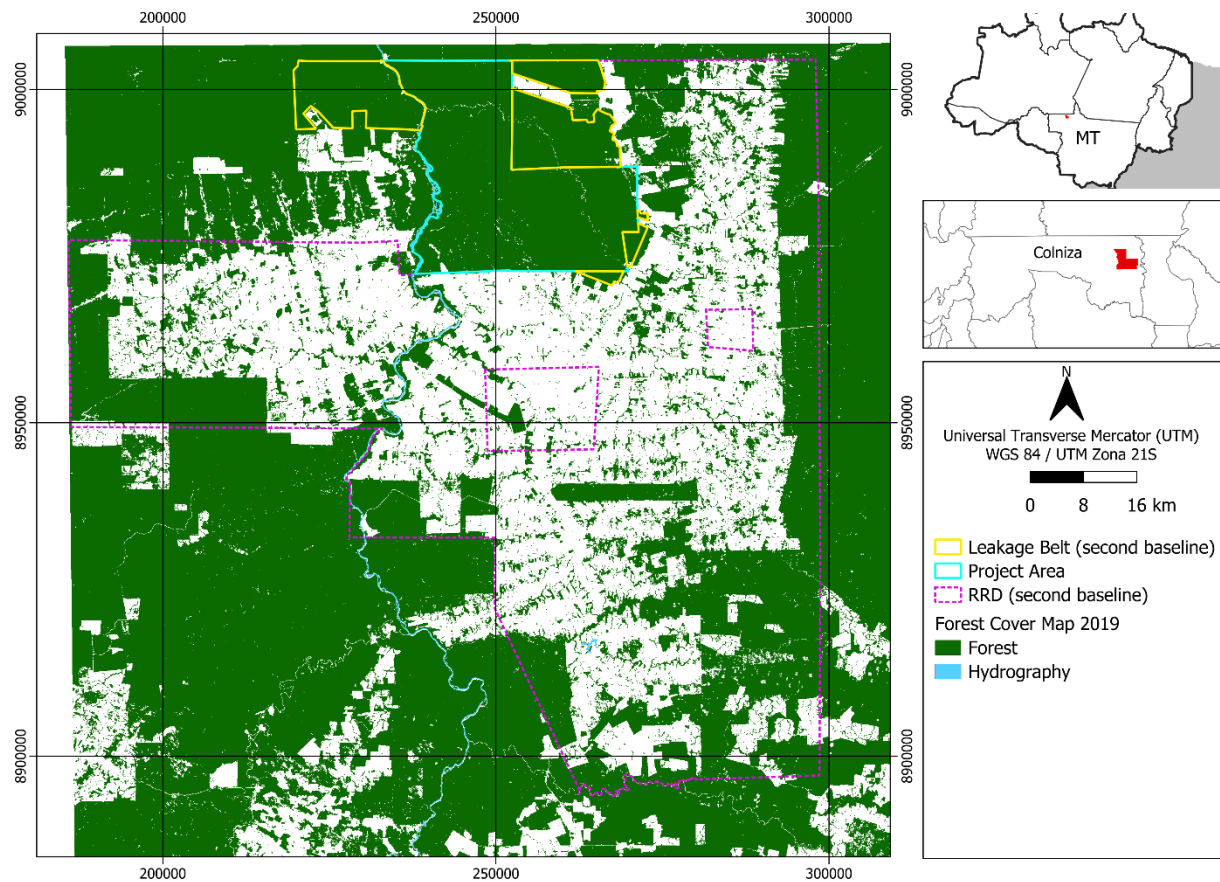 200000
250000
300000
9000000
8950000
8900000
9000000
8950000
8900000
200000
250000
300000
MT
Colniza
N
Universal Transverse Mercator (UTM)
WGS 84 / UTM Zona 21S
0 8 16 km
Leakage Belt (second baseline)
Project Area
RRD (second baseline)
Forest Cover Map 2019
Forest
Hydrography